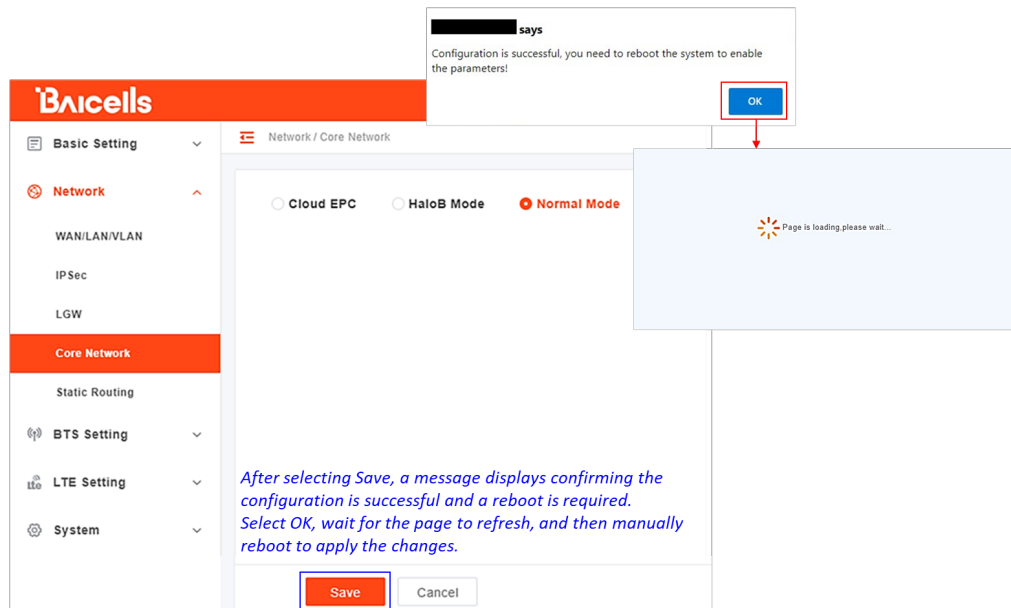 says
Configuration is successful, you need to reboot the system to enable
the parameters!
OK
Baicells
Basic Setting
Network / Core Network
Network
Cloud EPC
HaloB Mode
Normal Mode
Page is loading,please wait...
WAN/LAN/VLAN
IPSec
LGW
Core Network
Static Routing
BTS Setting
LTE Setting
System
After selecting Save, a message displays confirming the
configuration is successful and a reboot is required.
Select OK, wait for the page to refresh, and then manually
reboot to apply the changes.
Save
Cancel